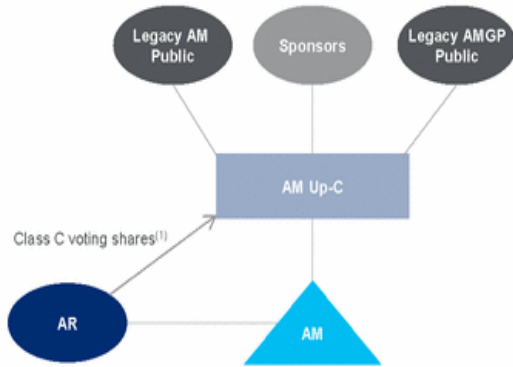 Legacy AM
Public
Sponsors
Legacy AMGP
Public
AM Up-C
Class C voting shares(1)
AR
AM